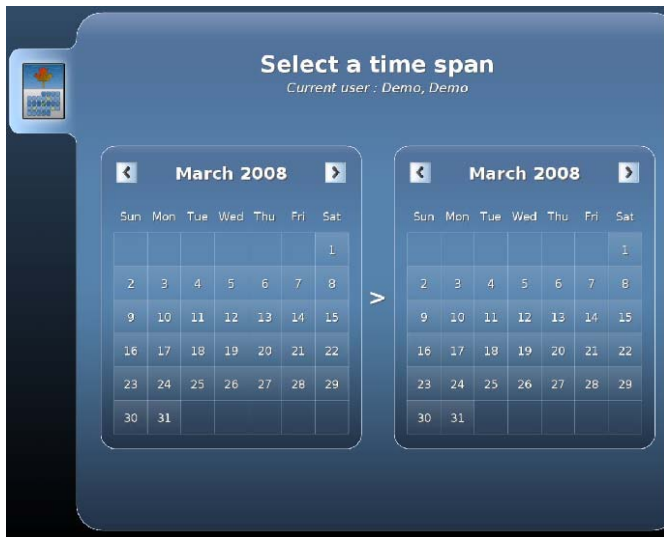 Select a time span
Current user : Demo, Demo
< March 2008 >
Sun Mon Tue Wed Thu Fri Sat
1
2 3 4 5 6 7 8
9 10 11 12 13 14 15
16 17 18 19 20 21 22
23 24 25 26 27 28 29
30 31
>
< March 2008 >
Sun Mon Tue Wed Thu Fri Sat
1
2 3 4 5 6 7 8
9 10 11 12 13 14 15
16 17 18 19 20 21 22
23 24 25 26 27 28 29
30 31